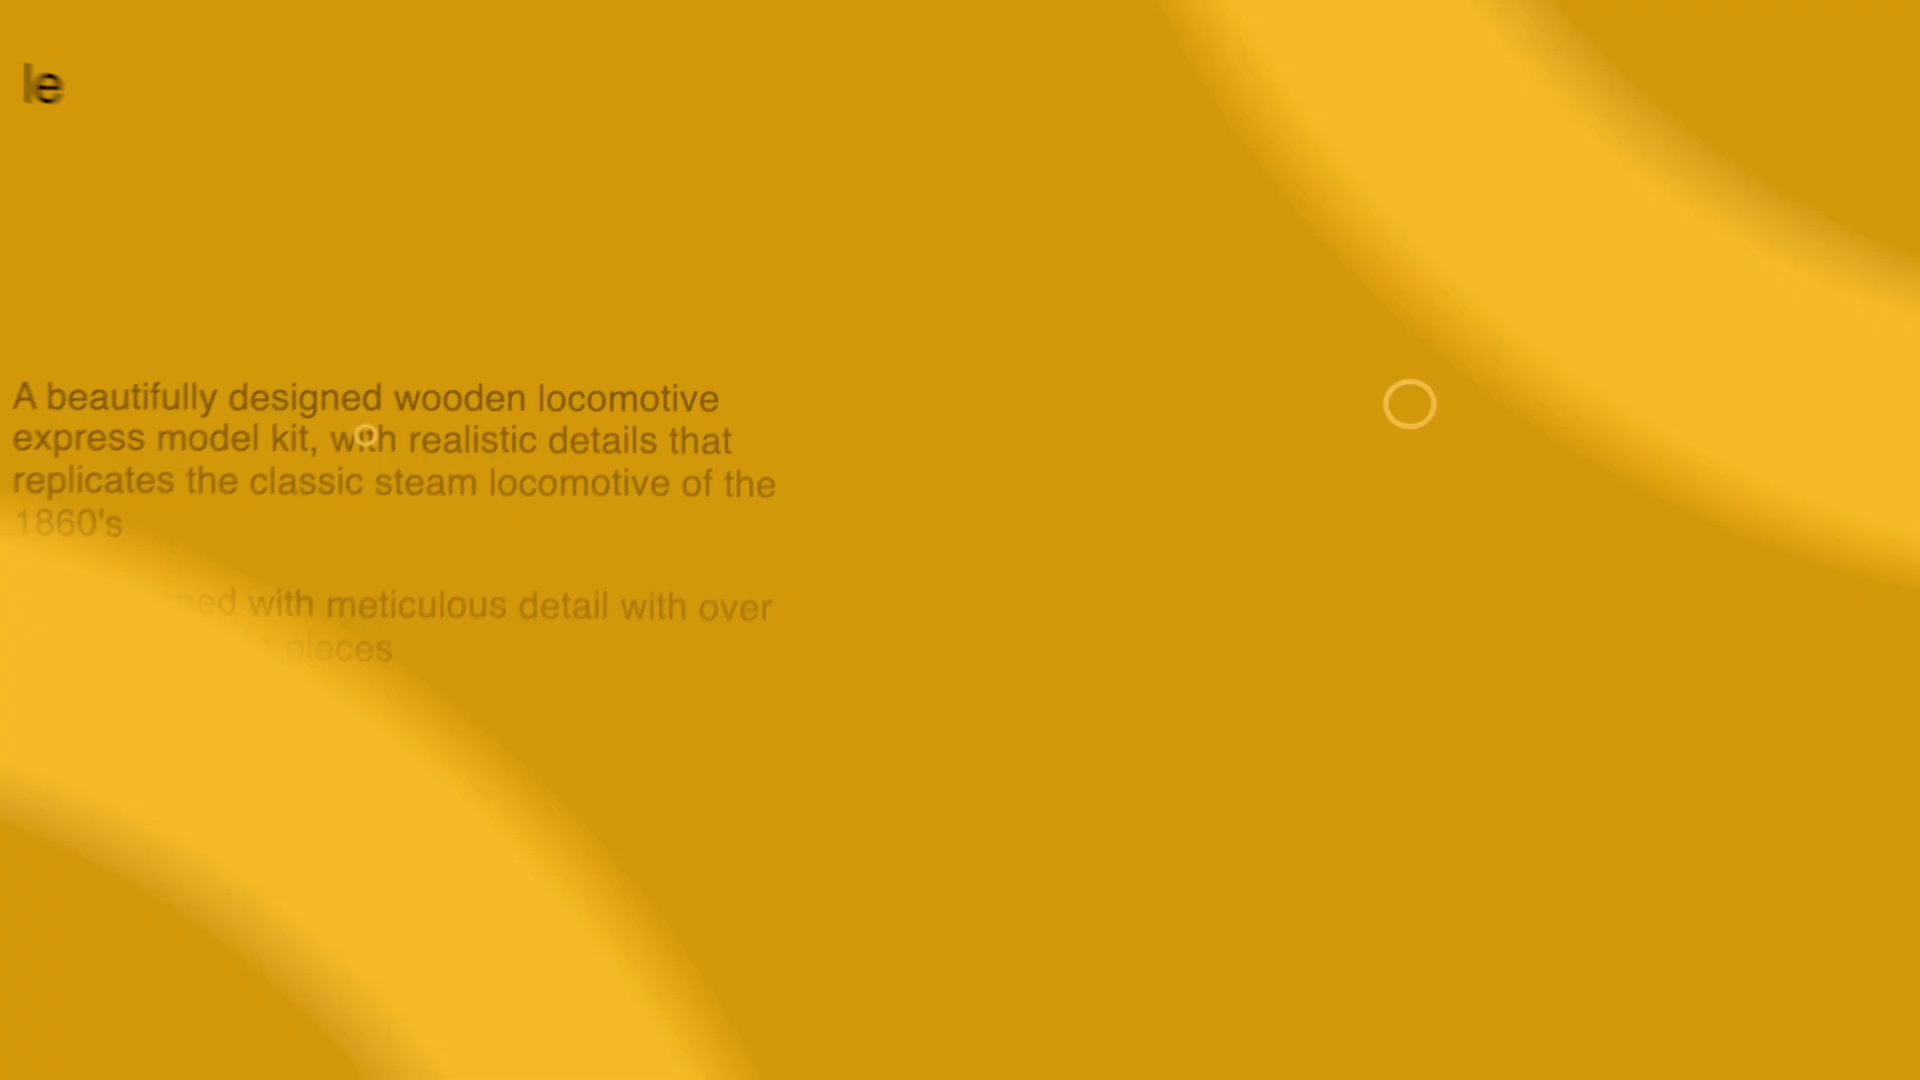 le
A beautifully designed wooden locomotive
express model kit, with realistic details that
replicates the classic steam locomotive of the
1860's
with meticulous detail with over
pieces